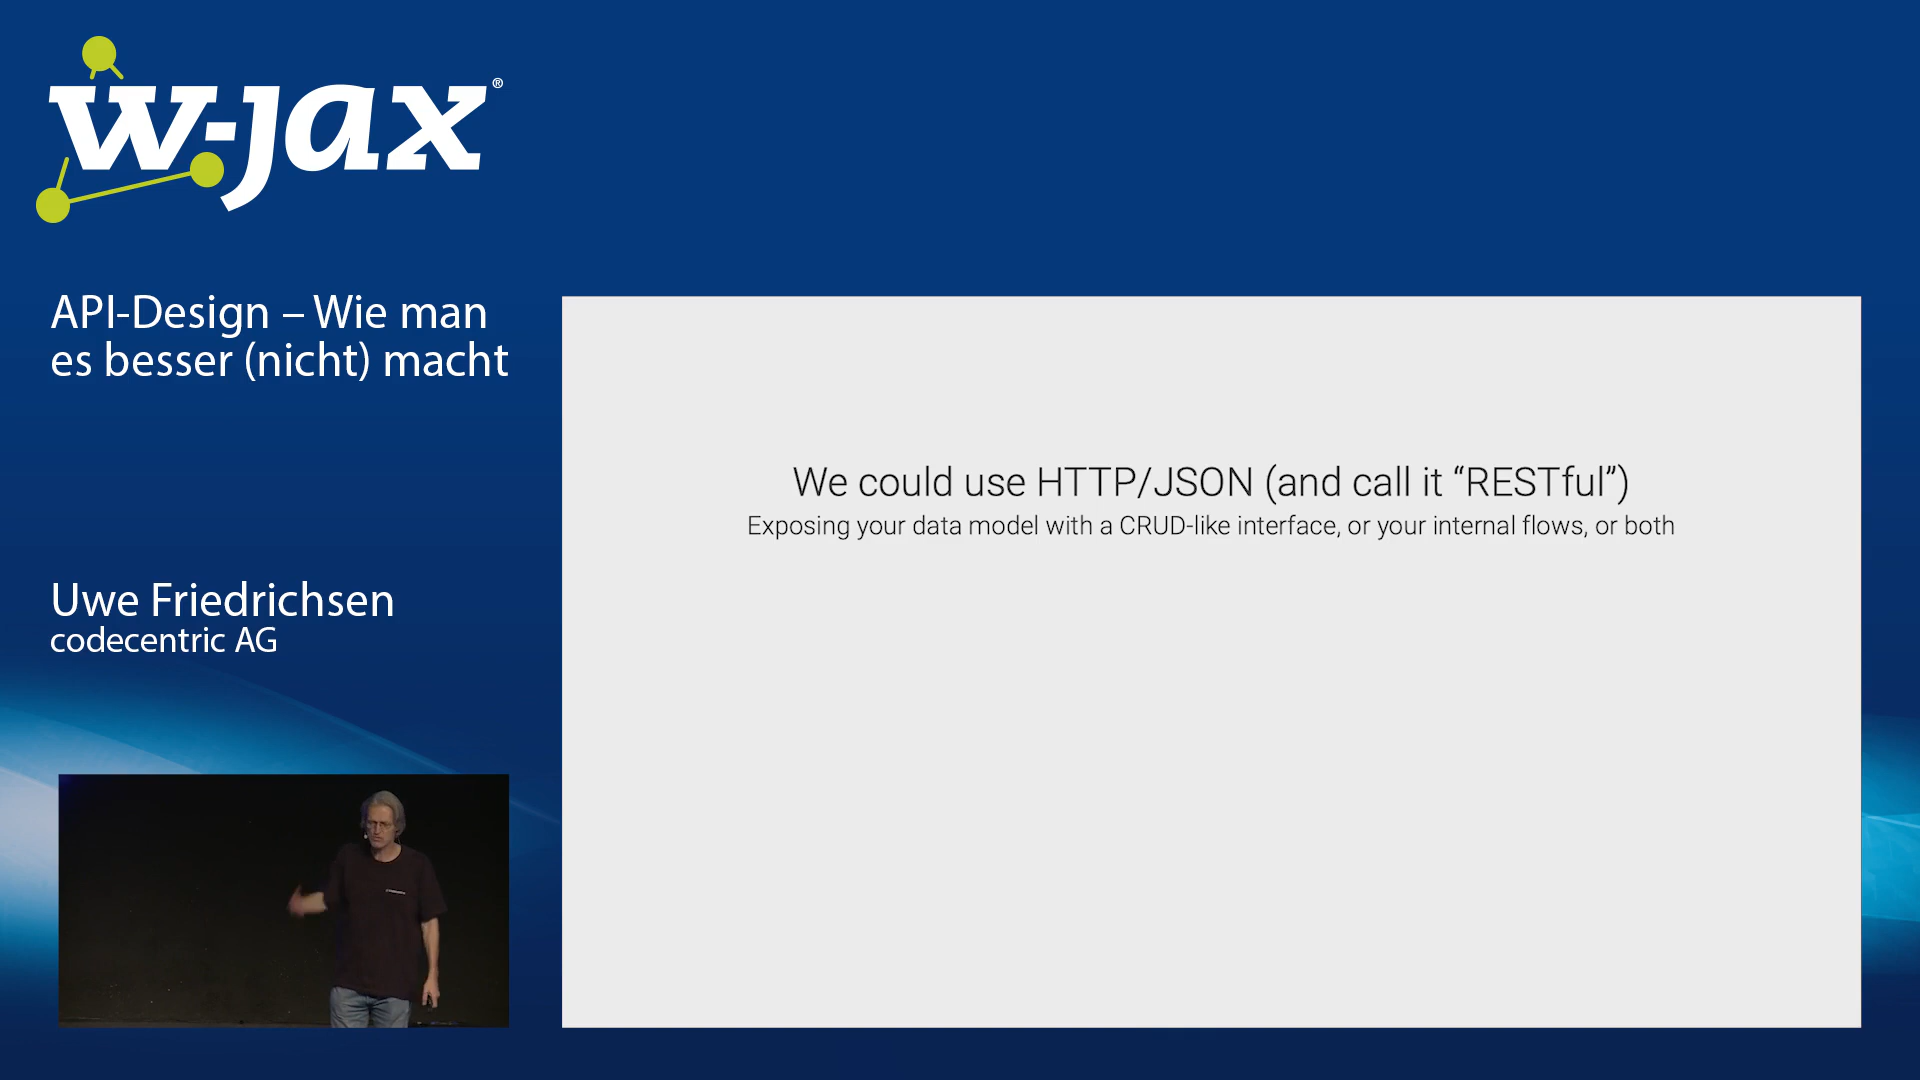 w-jax®
API-Design – Wie man
es besser (nicht) macht
We could use HTTP/JSON (and call it “RESTful”)
Exposing your data model with a CRUD-like interface, or your internal flows, or both
Uwe Friedrichsen
codecentric AG